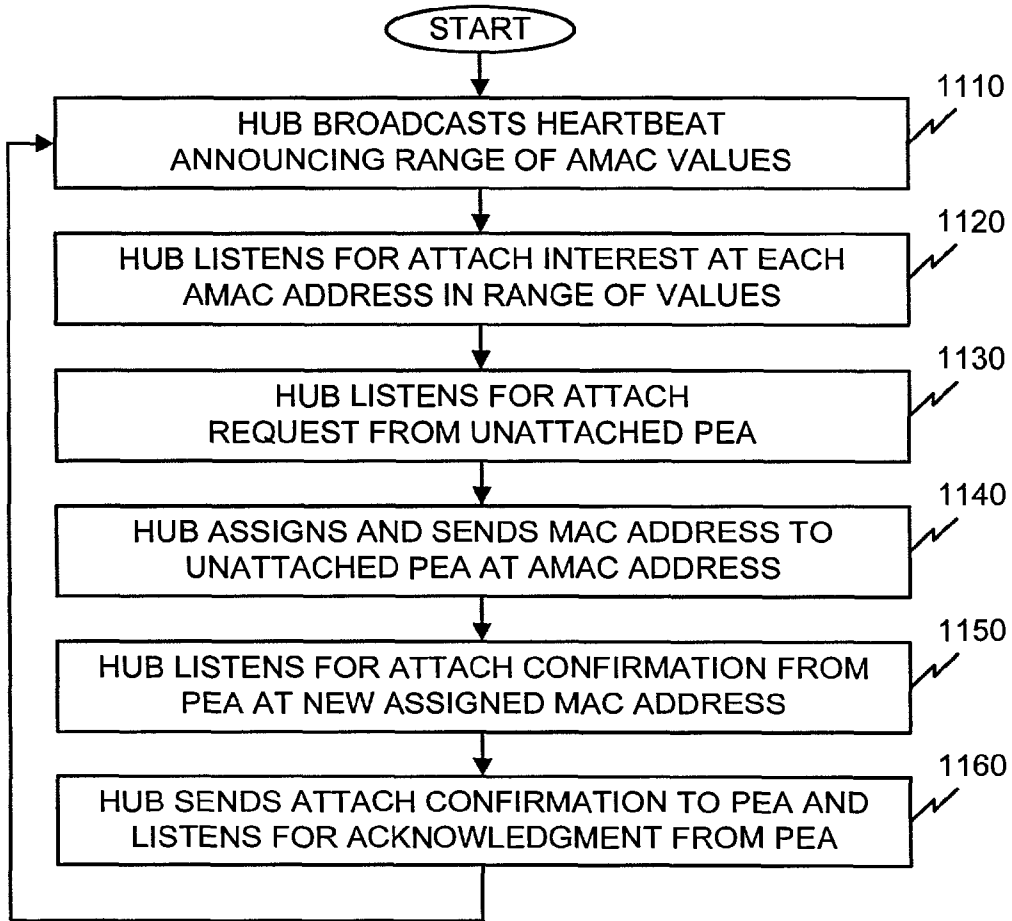 START
1110
HUB BROADCASTS HEARTBEAT
ANNOUNCING RANGE OF AMAC VALUES
1120
HUB LISTENS FOR ATTACH INTEREST AT EACH
AMAC ADDRESS IN RANGE OF VALUES
1130
HUB LISTENS FOR ATTACH
REQUEST FROM UNATTACHED PEA
1140
HUB ASSIGNS AND SENDS MAC ADDRESS TO
UNATTACHED PEA AT AMAC ADDRESS
1150
HUB LISTENS FOR ATTACH CONFIRMATION FROM
PEA AT NEW ASSIGNED MAC ADDRESS
1160
HUB SENDS ATTACH CONFIRMATION TO PEA AND
LISTENS FOR ACKNOWLEDGMENT FROM PEA